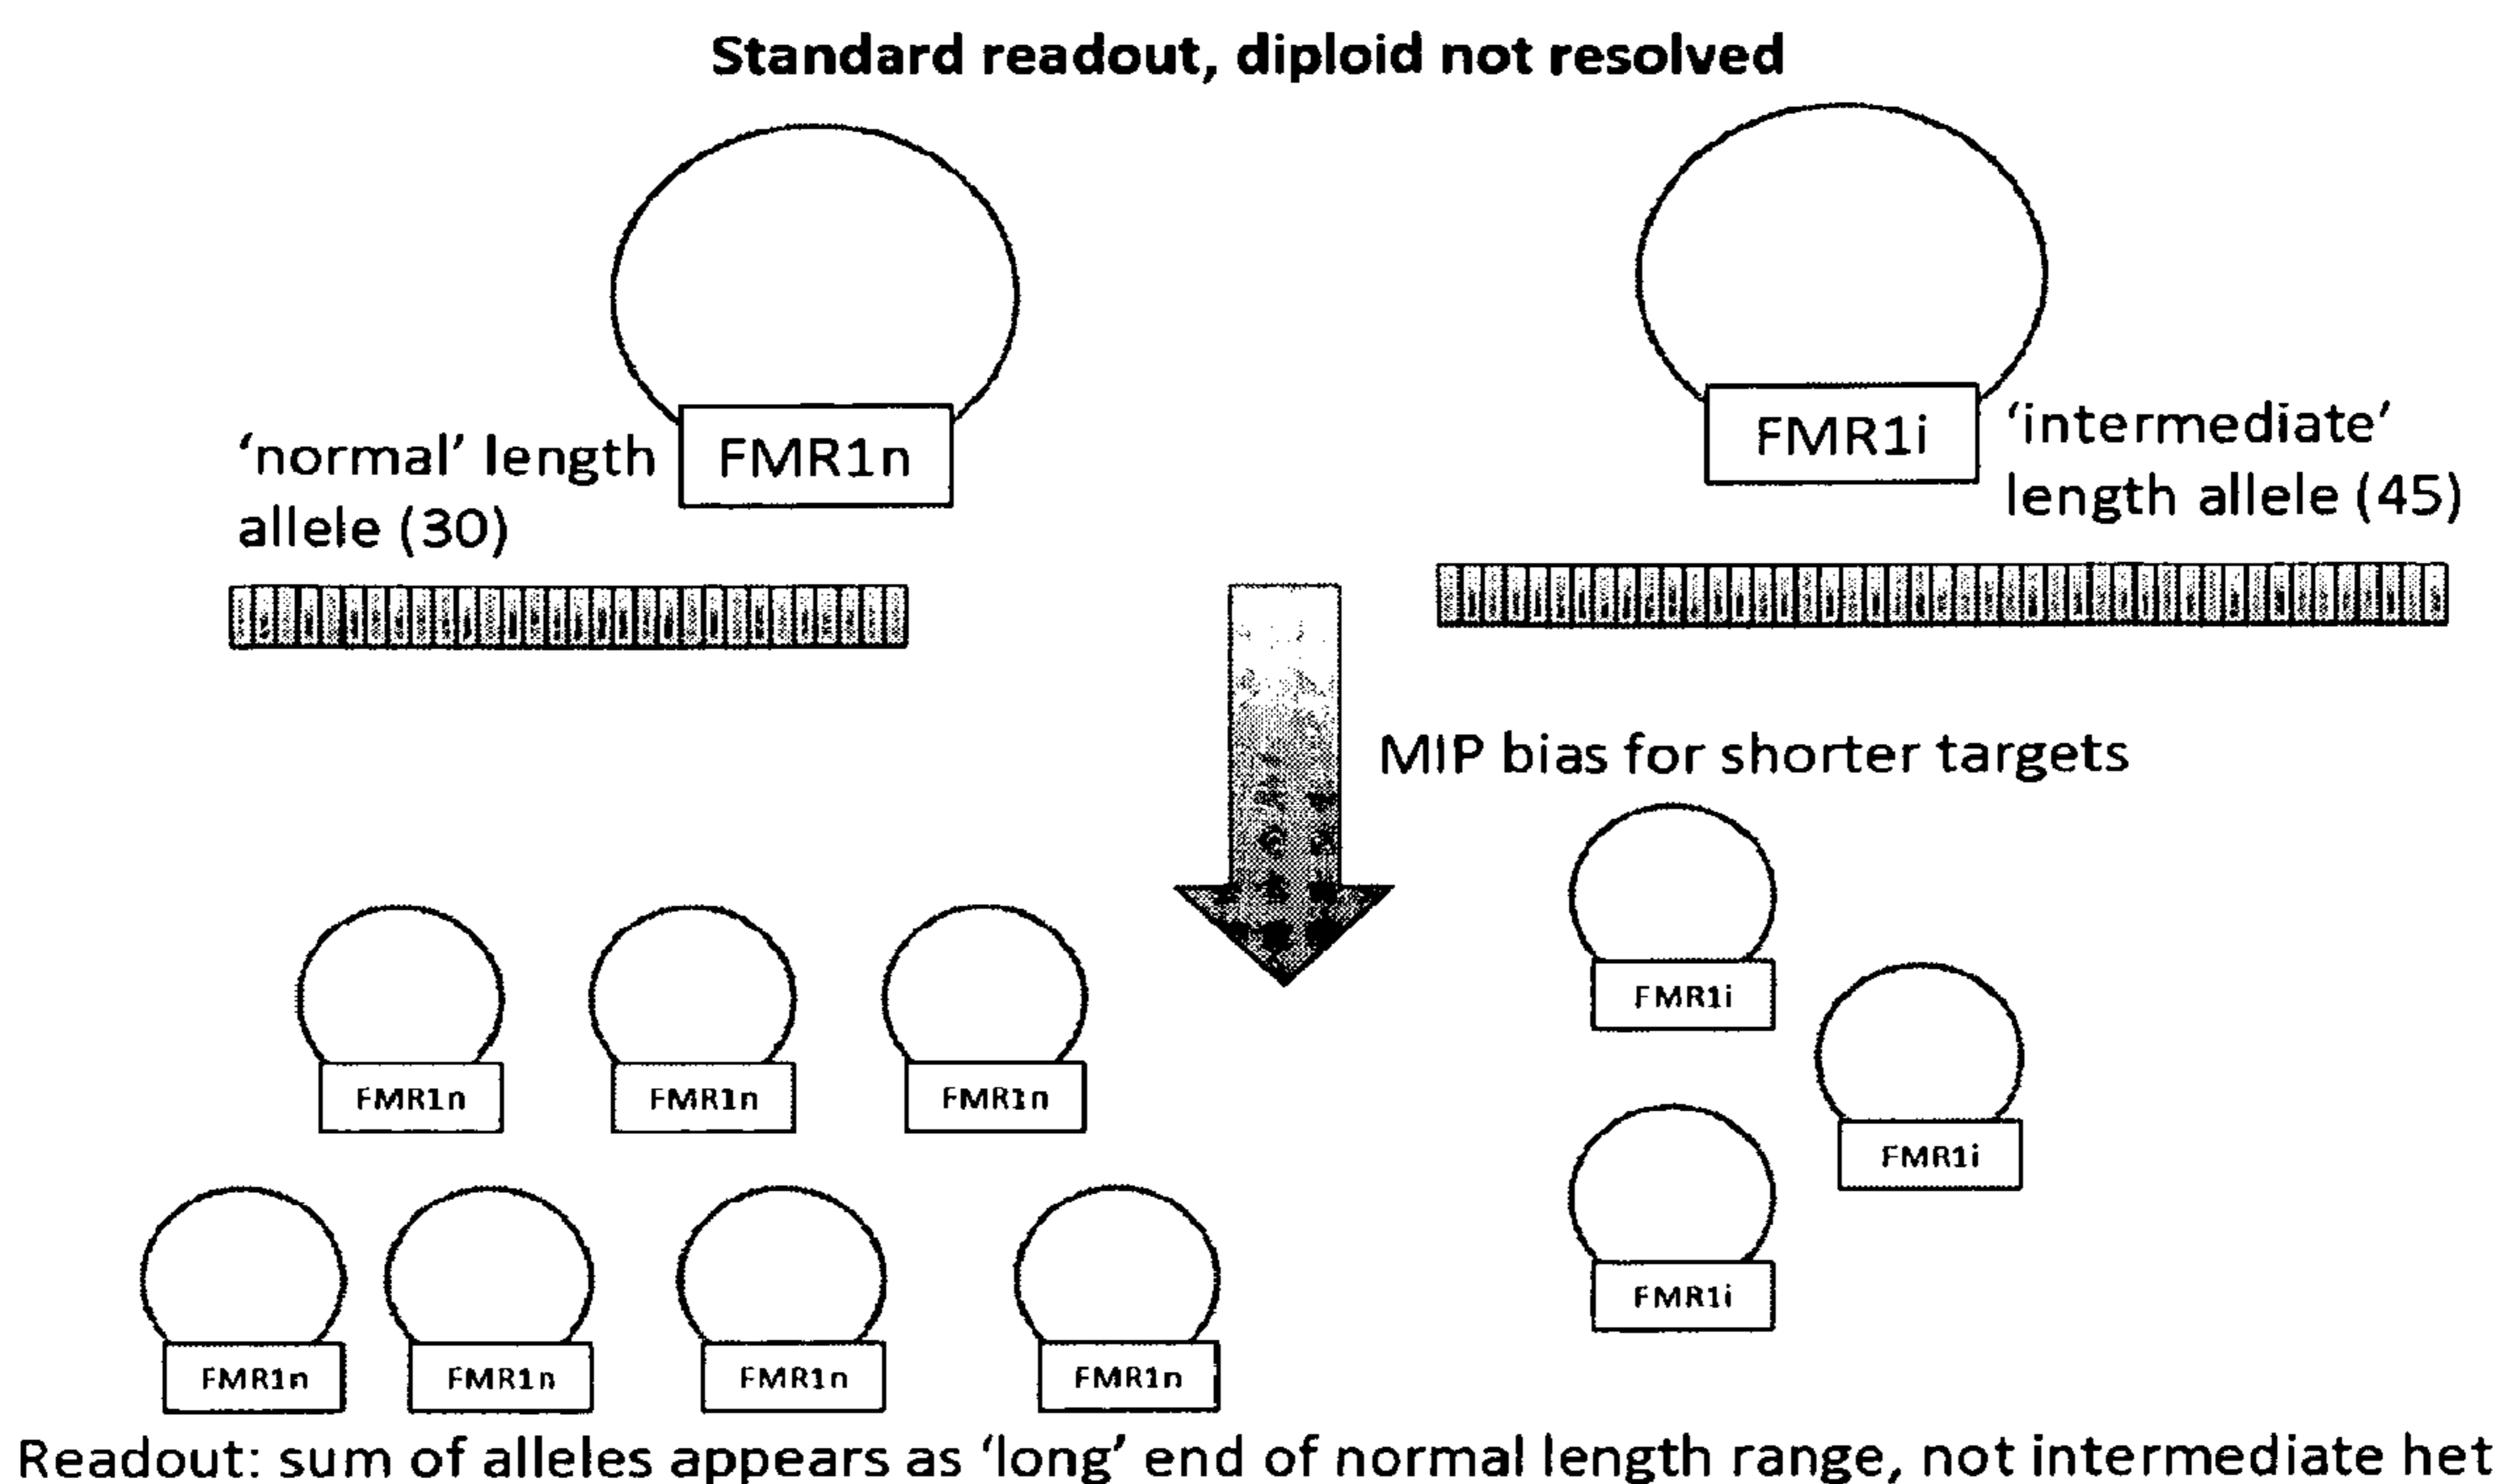 Standard readout, diploid not resolved
‘normal’ length
allele (30)
FMR1n
FMR1i
‘intermediate’
length allele (45)
MIP bias for shorter targets
FMR1i
FMR1i
FMR1i
FMR1n
FMR1n
FMR1n
FMR1n
FMR1n
FMR1n
FMR1n
Readout: sum of alleles appears as ‘long’ end of normal length range, not intermediate het